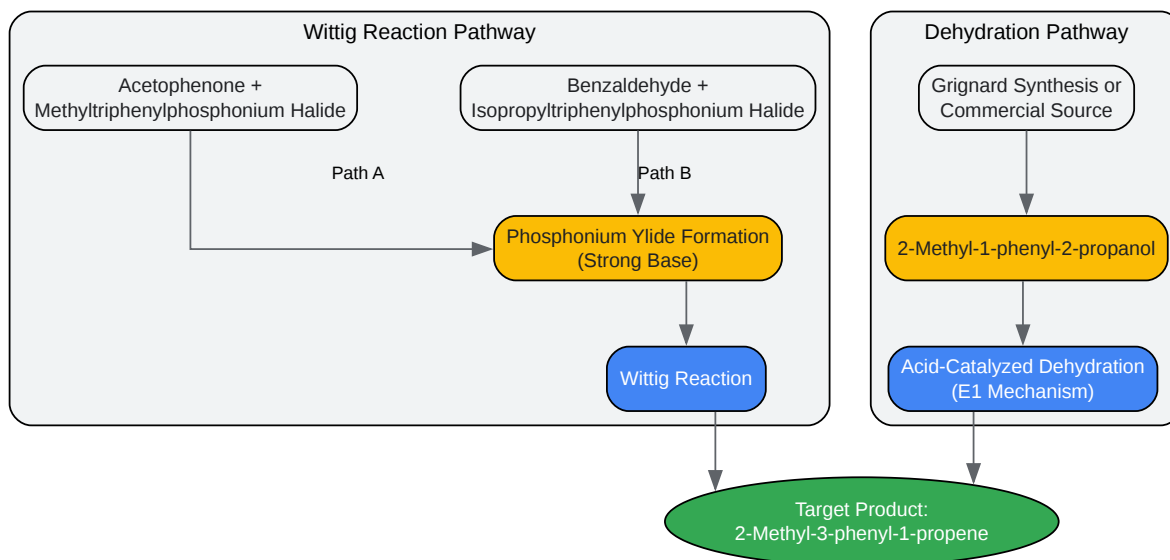 Wittig Reaction Pathway
Acetophenone +
Methyltriphenylphosphonium Halide
Benzaldehyde +
Isopropyltriphenylphosphonium Halide
Path A
Path B
Phosphonium Ylide Formation
(Strong Base)
Wittig Reaction
Dehydration Pathway
Grignard Synthesis or
Commercial Source
2-Methyl-1-phenyl-2-propanol
Acid-Catalyzed Dehydration
(E1 Mechanism)
Target Product:
2-Methyl-3-phenyl-1-propene